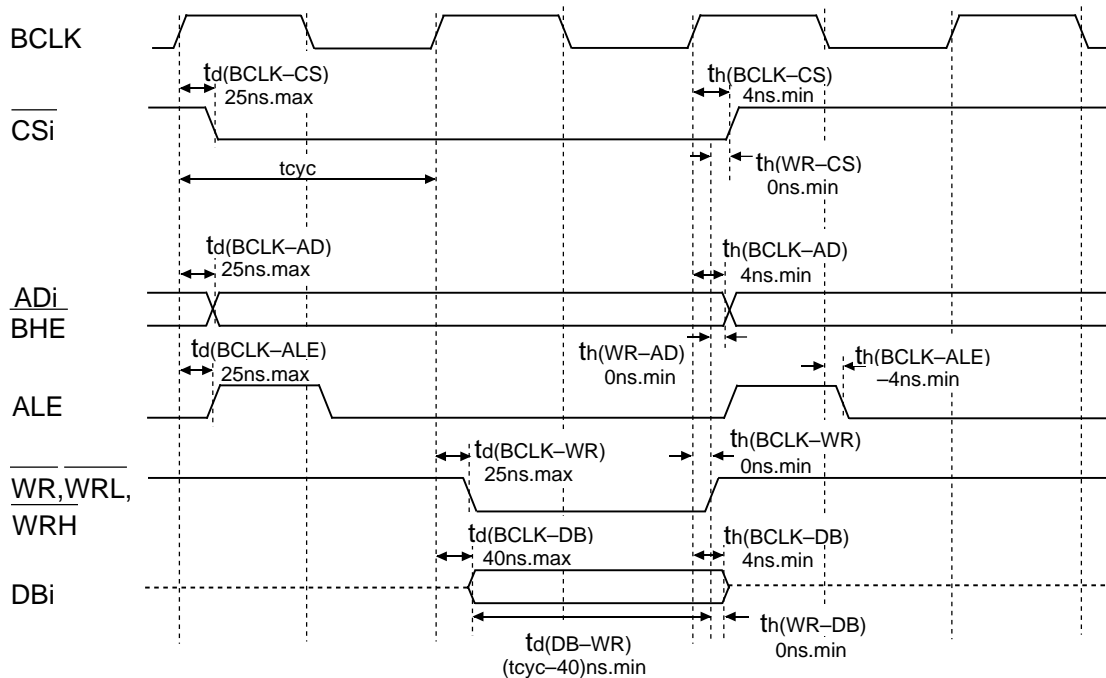 BCLK
td(BCLK–CS)
25ns.max
th(BCLK–CS)
4ns.min
CSi
tcyc
th(WR–CS)
0ns.min
td(BCLK–AD)
25ns.max
th(BCLK–AD)
4ns.min
ADi
BHE
td(BCLK–ALE)
25ns.max
th(WR–AD)
0ns.min
th(BCLK–ALE)
–4ns.min
ALE
td(BCLK–WR)
25ns.max
th(BCLK–WR)
0ns.min
WR,WRL,
WRH
td(BCLK–DB)
40ns.max
th(BCLK–DB)
4ns.min
DBi
td(DB–WR)
(tcyc–40)ns.min
th(WR–DB)
0ns.min